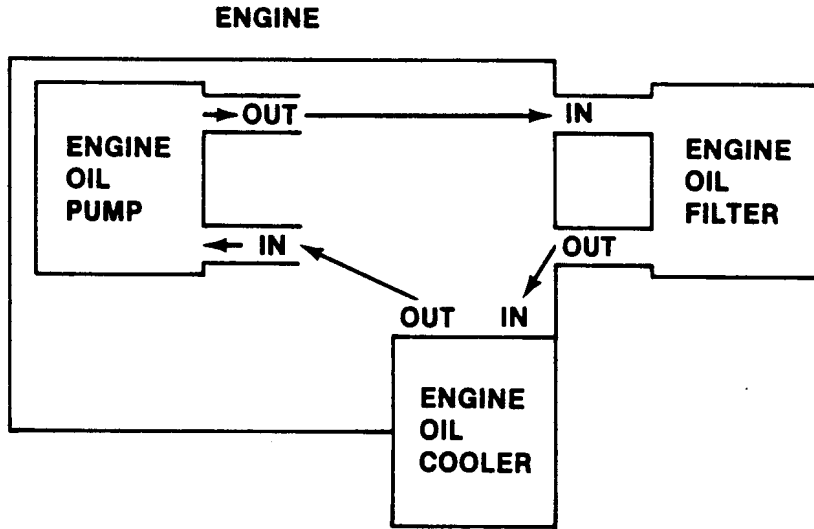 ENGINE
OUT
IN
ENGINE
OIL
PUMP
ENGINE
OIL
FILTER
IN
OUT
OUT
IN
ENGINE
OIL
COOLER